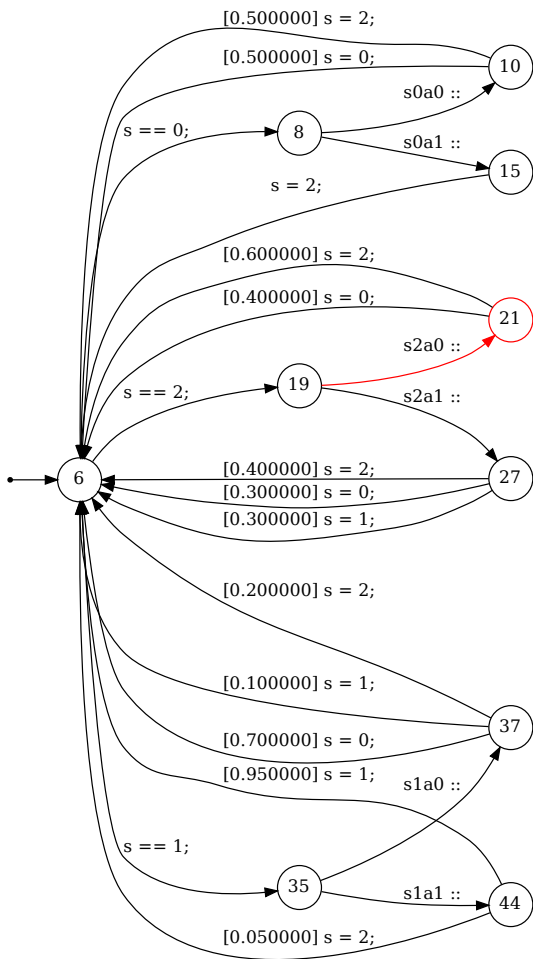 [0.500000] s = 2;
[0.500000] s = 0;
10
s0a0 ::
s == 0;
8
s0a1 ::
15
s = 2;
[0.600000] s = 2;
[0.400000] s = 0;
21
s2a0 ::
s == 2;
19
s2a1 ::
6
[0.400000] s = 2;
27
[0.300000] s = 0;
[0.300000] s = 1;
[0.200000] s = 2;
[0.100000] s = 1;
37
[0.700000] s = 0;
[0.950000] s = 1;
s1a0 ::
s == 1;
35
s1a1 ::
44
[0.050000] s = 2;